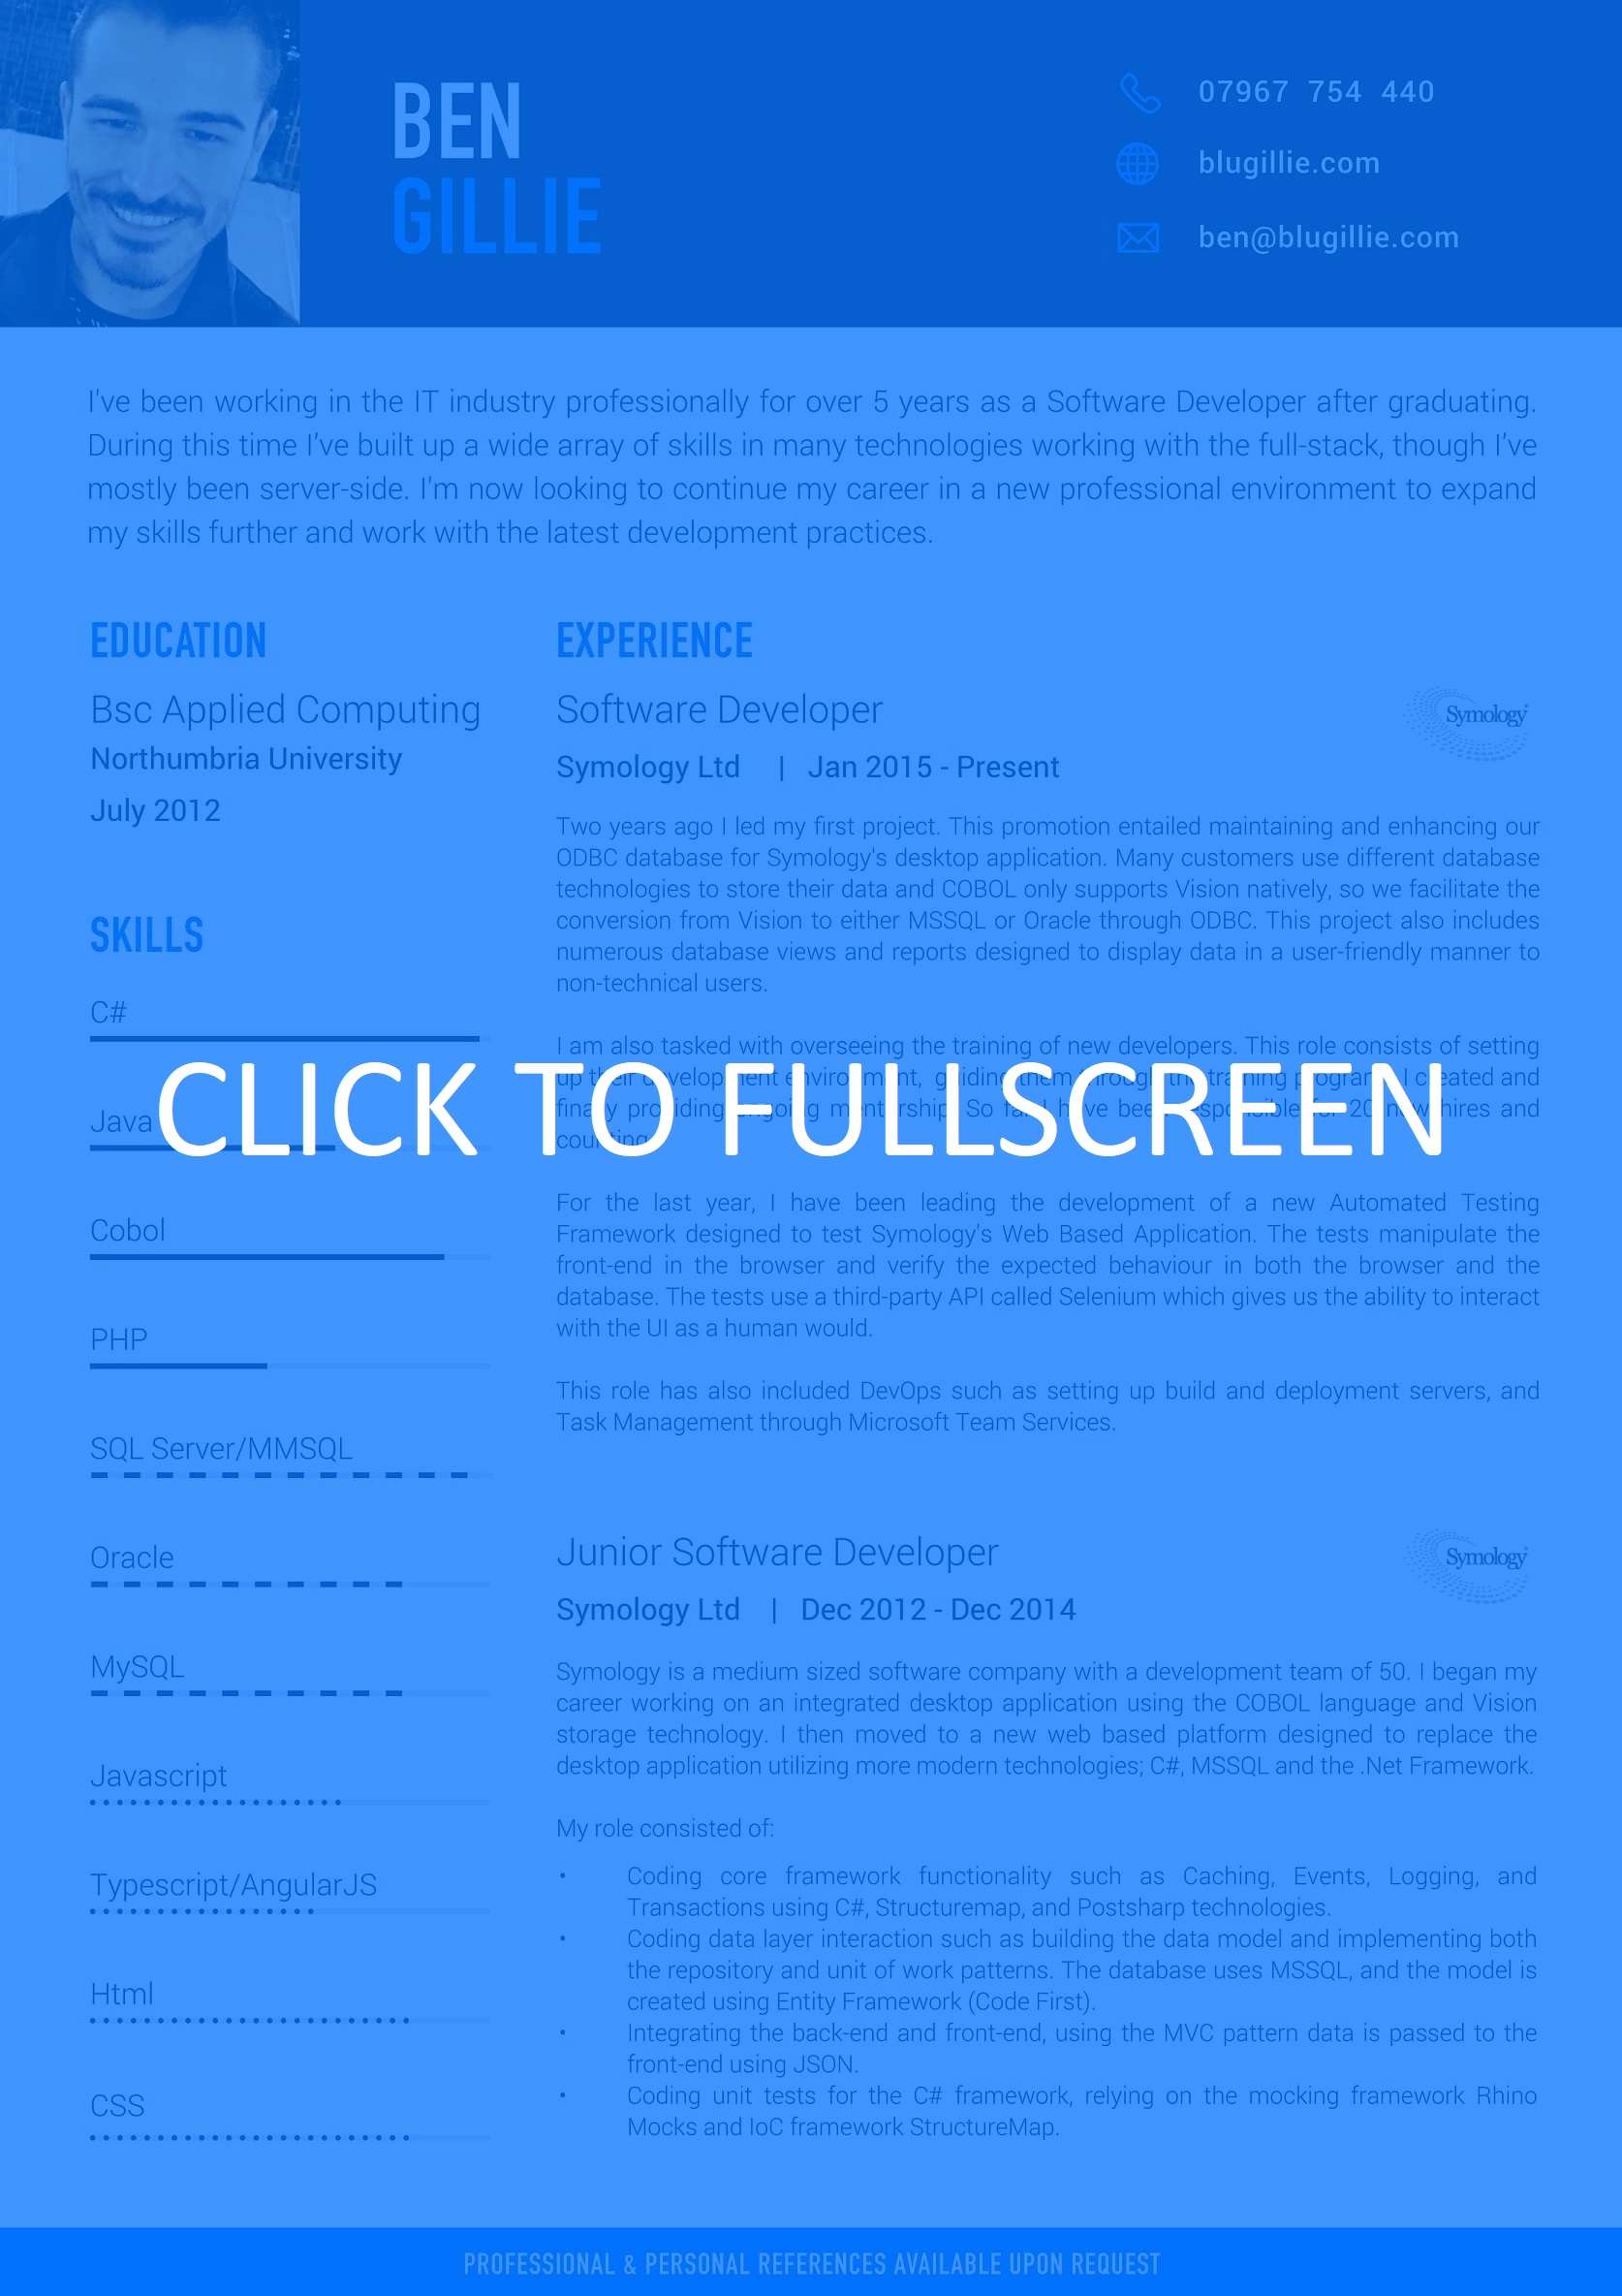 BEN
GILLIE
07967 754 440
blugillie.com
ben@blugillie.com
I've been working in the IT industry professionally for over 5 years as a Software Developer after graduating.
During this time I've built up a wide array of skills in many technologies working with the full-stack, though I've
mostly been server-side. I'm now looking to continue my career in a new professional environment to expand
my skills further and work with the latest development practices.
EDUCATION
Bsc Applied Computing
Northumbria University
July 2012
SKILLS
C#
Java
Cobol
PHP
SQL Server/MMSQL
Oracle
MySQL
Javascript
Typescript/AngularJS
Html
CSS
EXPERIENCE
Software Developer
Symology
Symology Ltd | Jan 2015 - Present
Two years ago I led my first project. This promotion entailed maintaining and enhancing our
ODBC database for Symology's desktop application. Many customers use different database
technologies to store their data and COBOL only supports Vision natively, so we facilitate the
conversion from Vision to either MSSQL or Oracle through ODBC. This project also includes
numerous database views and reports designed to display data in a user-friendly manner to
non-technical users.
I am also tasked with overseeing the training of new developers. This role consists of setting
up their development environment, guiding them through the training program I created and
providing ongoing mentorship. So far I have been responsible for 20 new hires and
counting
CLICK TO FULLSCREEN
For the last year, I have been leading the development of a new Automated Testing
Framework designed to test Symology's Web Based Application. The tests manipulate the
front-end in the browser and verify the expected behaviour in both the browser and the
database. The tests use a third-party API called Selenium which gives us the ability to interact
with the UI as a human would.
This role has also included DevOps such as setting up build and deployment servers, and
Task Management through Microsoft Team Services.
Junior Software Developer
Symology
Symology Ltd | Dec 2012 - Dec 2014
Symology is a medium sized software company with a development team of 50. I began my
career working on an integrated desktop application using the COBOL language and Vision
storage technology. I then moved to a new web based platform designed to replace the
desktop application utilizing more modern technologies; C#, MSSQL and the .Net Framework.
My role consisted of:
• Coding core framework functionality such as Caching, Events, Logging, and
Transactions using C#, Structuremap, and Postsharp technologies.
• Coding data layer interaction such as building the data model and implementing both
the repository and unit of work patterns. The database uses MSSQL, and the model is
created using Entity Framework (Code First).
• Integrating the back-end and front-end, using the MVC pattern data is passed to the
front-end using JSON.
• Coding unit tests for the C# framework, relying on the mocking framework Rhino
Mocks and IoC framework StructureMap.
PROFESSIONAL & PERSONAL REFERENCES AVAILABLE UPON REQUEST